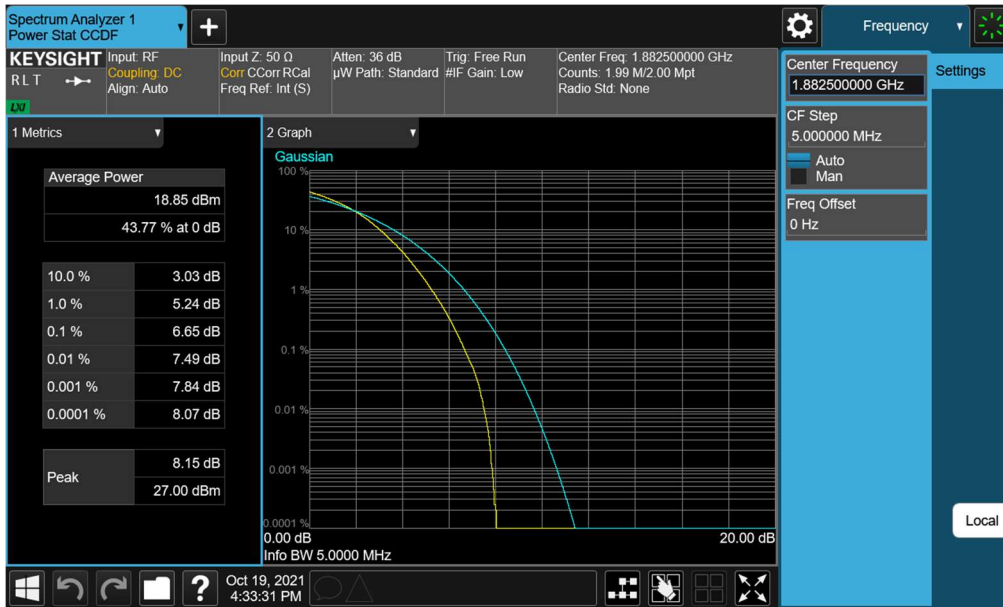 Spectrum Analyzer 1
Power Stat CCDF
Frequency
KEYSIGHT
R L T
LXI
Input: RF
Coupling: DC
Align: Auto
Input Z: 50 Ω
Corr CCorr RCal
Freq Ref: Int (S)
Atten: 36 dB
µW Path: Standard
Trig: Free Run
#IF Gain: Low
Center Freq: 1.882500000 GHz
Counts: 1.99 M/2.00 Mpt
Radio Std: None
Center Frequency
1.882500000 GHz
Settings
CF Step
5.000000 MHz
Auto
Man
Freq Offset
0 Hz
Local
1 Metrics
Average Power
18.85 dBm
43.77 % at 0 dB
10.0 % 3.03 dB
1.0 % 5.24 dB
0.1 % 6.65 dB
0.01 % 7.49 dB
0.001 % 7.84 dB
0.0001 % 8.07 dB
Peak
8.15 dB
27.00 dBm
2 Graph
Gaussian
100 %
10 %
1 %
0.1 %
0.01 %
0.001 %
0.0001 %
0.00 dB
20.00 dB
Info BW 5.0000 MHz
?
Oct 19, 2021
4:33:31 PM